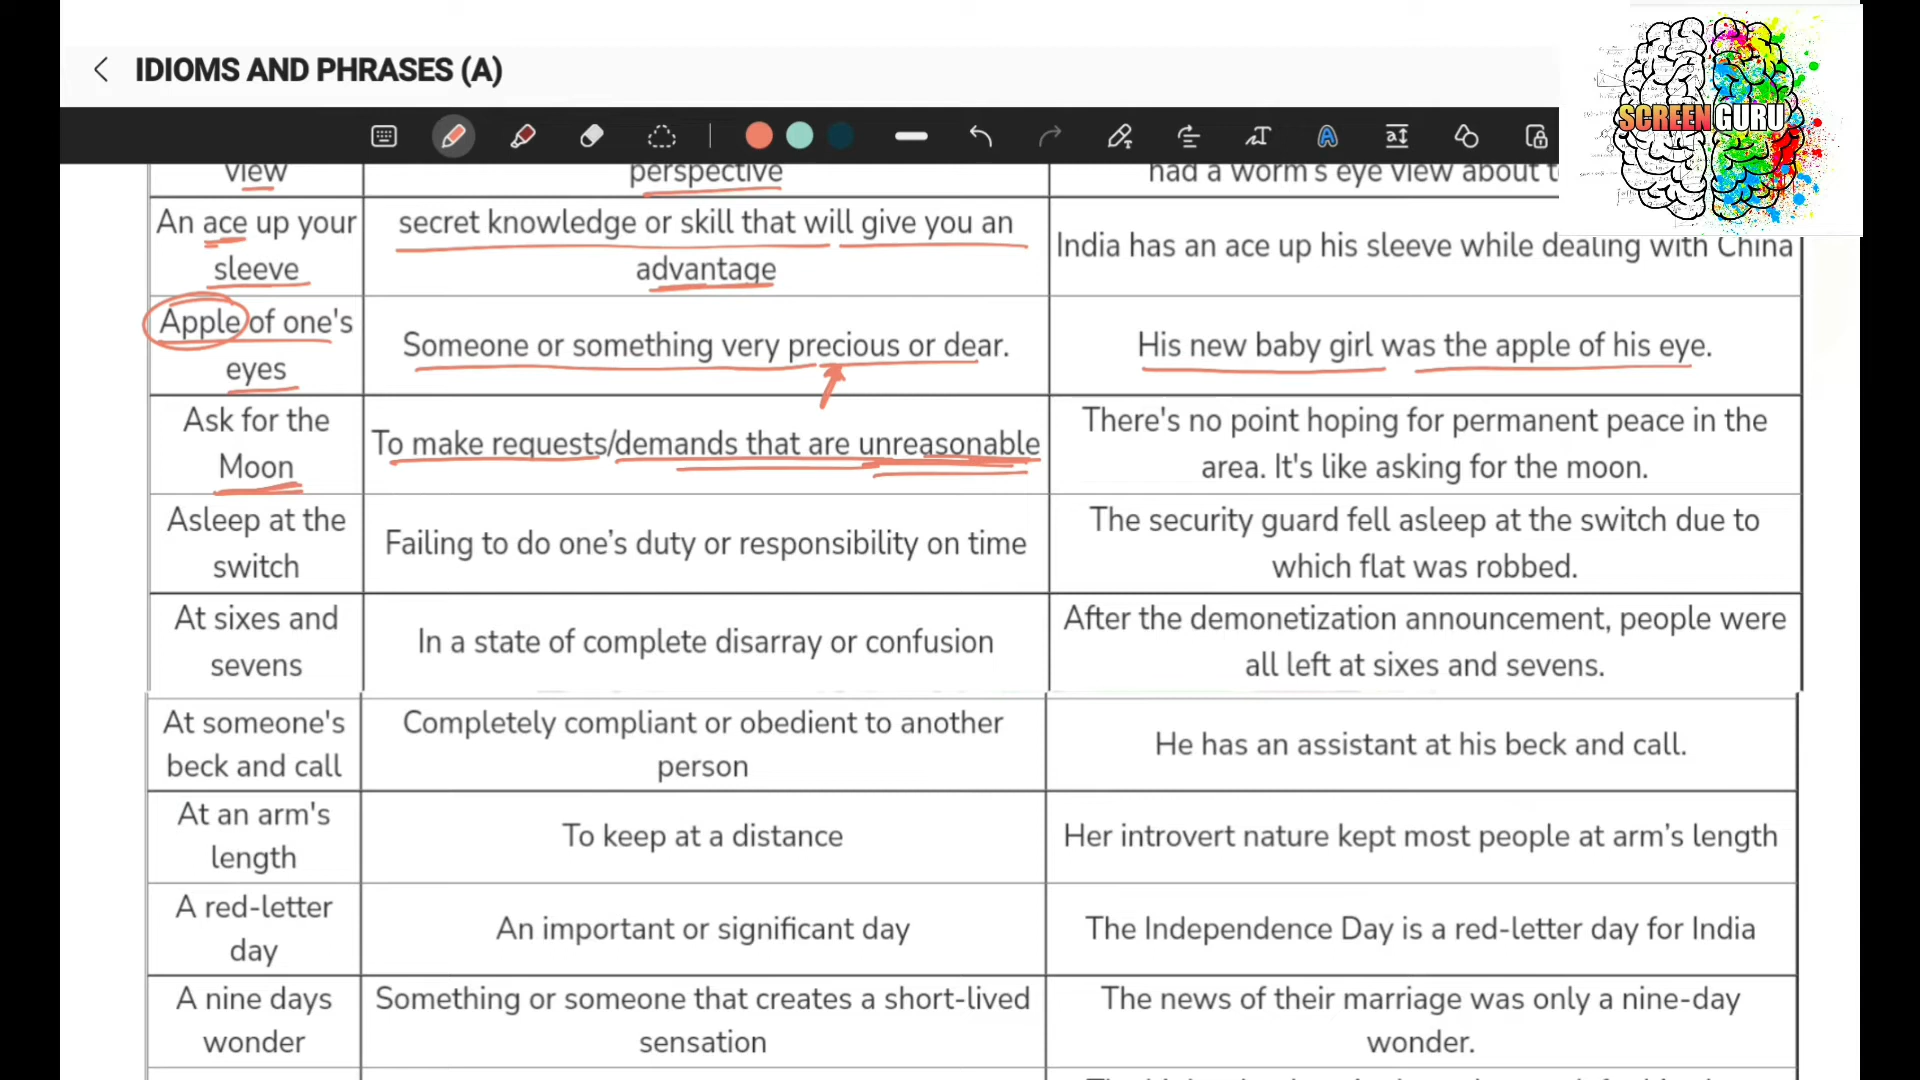 IDIOMS AND PHRASES (A)
SCREEN GURU
view
perspective
had a worm's eye view about
An ace up your
sleeve
secret knowledge or skill that will give you an
advantage
India has an ace up his sleeve while dealing with China
Apple of one's
eyes
Someone or something very precious or dear.
His new baby girl was the apple of his eye.
Ask for the
Moon
To make requests/demands that are unreasonable
There's no point hoping for permanent peace in the
area. It's like asking for the moon.
Asleep at the
switch
Failing to do one’s duty or responsibility on time
The security guard fell asleep at the switch due to
which flat was robbed.
At sixes and
sevens
In a state of complete disarray or confusion
After the demonetization announcement, people were
all left at sixes and sevens.
At someone's
beck and call
Completely compliant or obedient to another
person
He has an assistant at his beck and call.
At an arm's
length
To keep at a distance
Her introvert nature kept most people at arm’s length
A red-letter
day
An important or significant day
The Independence Day is a red-letter day for India
A nine days
wonder
Something or someone that creates a short-lived
sensation
The news of their marriage was only a nine-day
wonder.